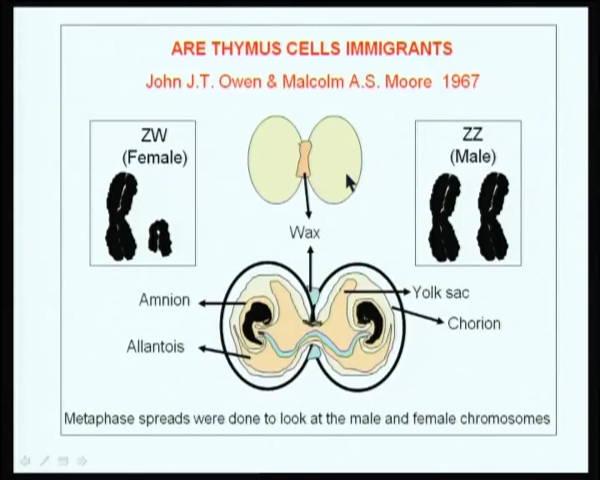 ARE THYMUS CELLS IMMIGRANTS
John J.T. Owen & Malcolm A.S. Moore 1967
ZW
(Female)
ZZ
(Male)
Wax
Amnion
Yolk sac
Chorion
Allantois
Metaphase spreads were done to look at the male and female chromosomes